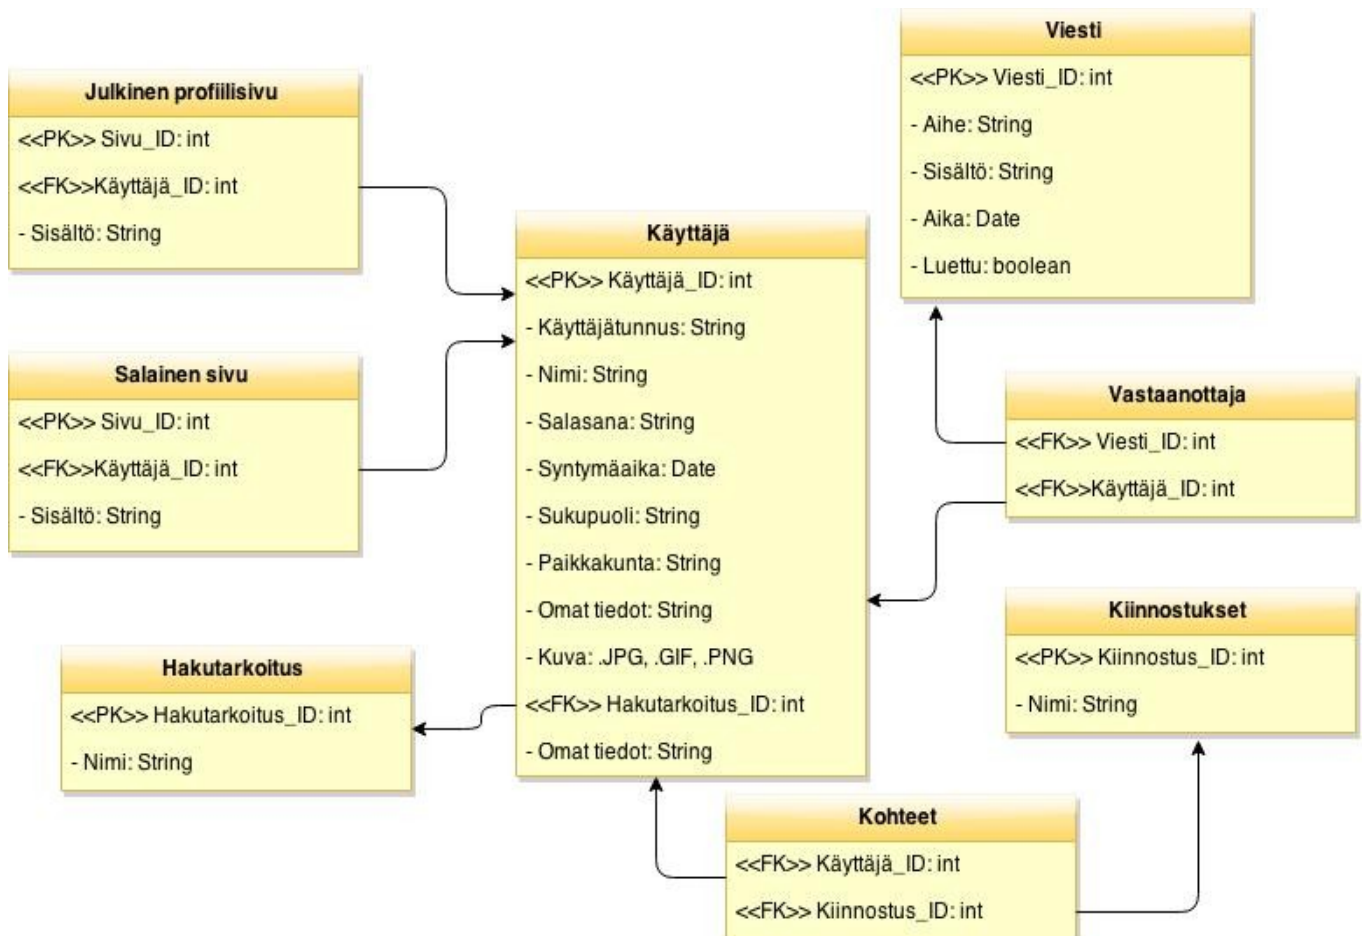 Julkinen profiilisivu
<<PK>> Sivu_ID: int
<<FK>>Käyttäjä_ID: int
- Sisältö: String
Salainen sivu
<<PK>> Sivu_ID: int
<<FK>>Käyttäjä_ID: int
- Sisältö: String
Hakutarkoitus
<<PK>> Hakutarkoitus_ID: int
- Nimi: String
Käyttäjä
<<PK>> Käyttäjä_ID: int
- Käyttäjätunnus: String
- Nimi: String
- Salasana: String
- Syntymäaika: Date
- Sukupuoli: String
- Paikkakunta: String
- Omat tiedot: String
- Kuva: .JPG, .GIF, .PNG
<<FK>> Hakutarkoitus_ID: int
- Omat tiedot: String
Viesti
<<PK>> Viesti_ID: int
- Aihe: String
- Sisältö: String
- Aika: Date
- Luettu: boolean
Vastaanottaja
<<FK>> Viesti_ID: int
<<FK>>Käyttäjä_ID: int
Kiinnostukset
<<PK>> Kiinnostus_ID: int
- Nimi: String
Kohteet
<<FK>> Käyttäjä_ID: int
<<FK>> Kiinnostus_ID: int